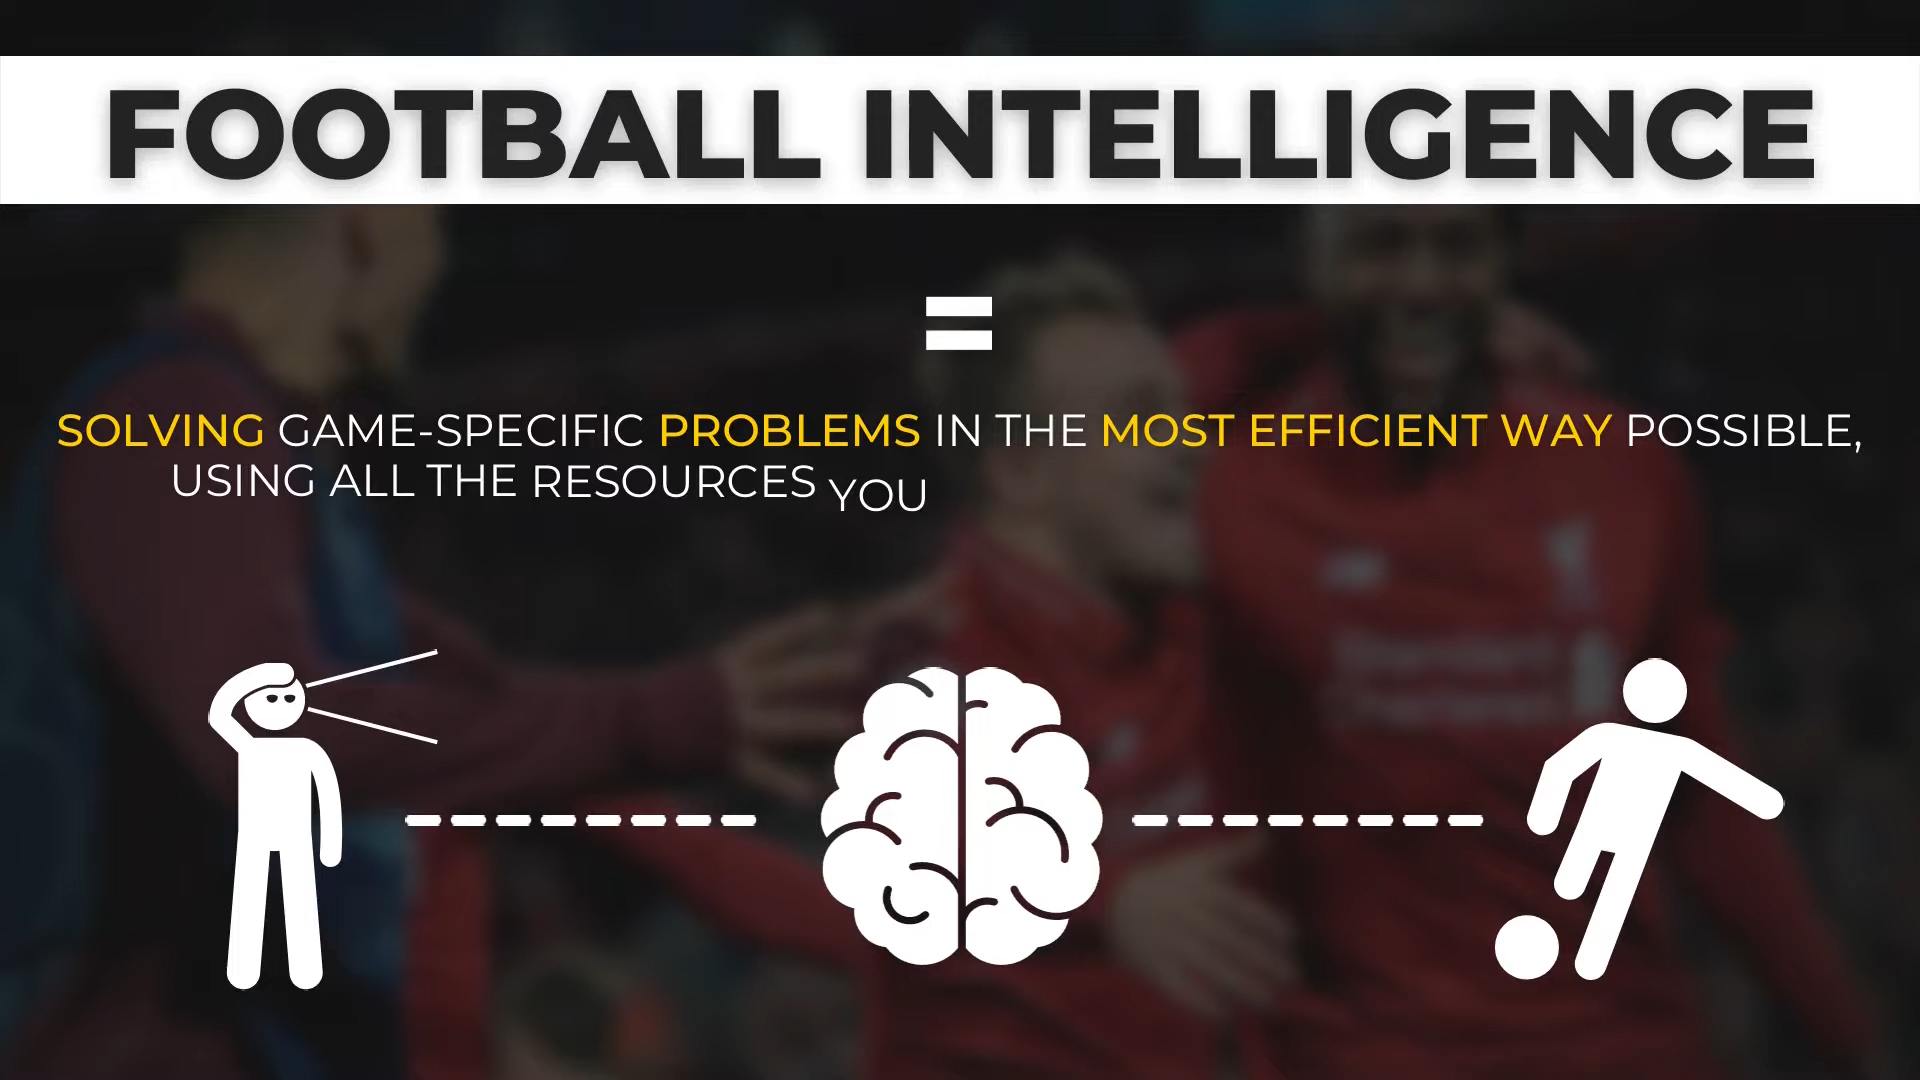 FOOTBALL INTELLIGENCE
=
SOLVING GAME-SPECIFIC PROBLEMS IN THE MOST EFFICIENT WAY POSSIBLE,
USING ALL THE RESOURCES YOU